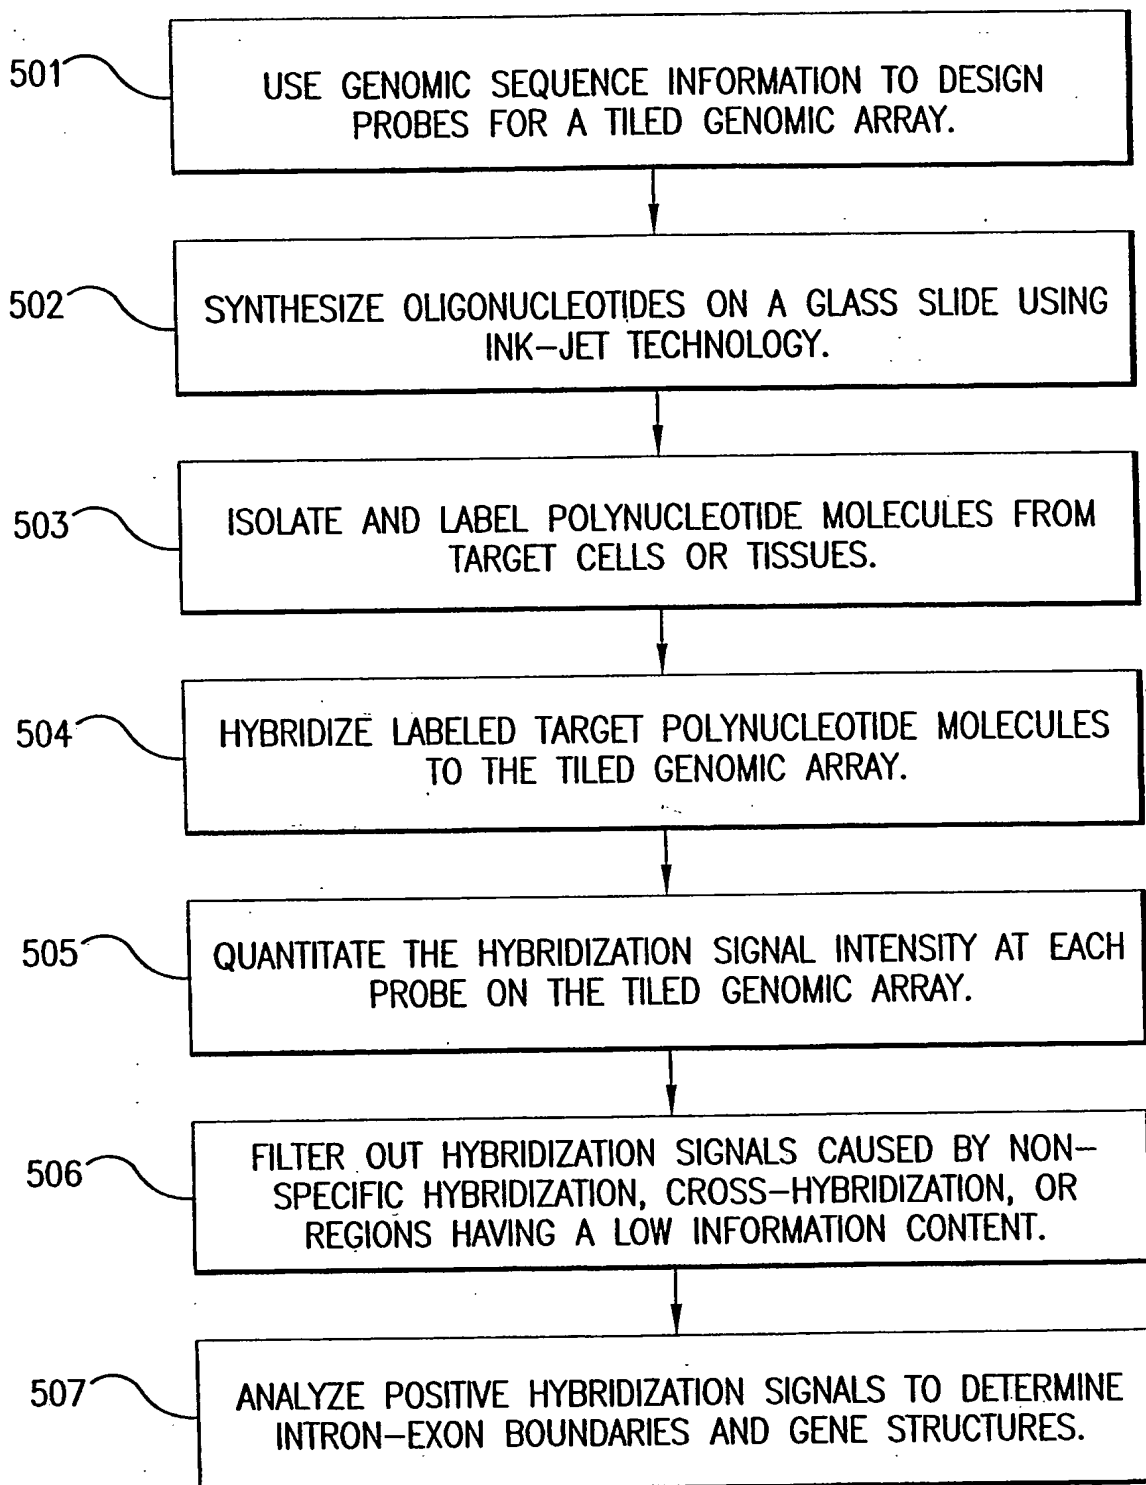 501
USE GENOMIC SEQUENCE INFORMATION TO DESIGN
PROBES FOR A TILED GENOMIC ARRAY.
502
SYNTHESIZE OLIGONUCLEOTIDES ON A GLASS SLIDE USING
INK-JET TECHNOLOGY.
503
ISOLATE AND LABEL POLYNUCLEOTIDE MOLECULES FROM
TARGET CELLS OR TISSUES.
504
HYBRIDIZE LABELED TARGET POLYNUCLEOTIDE MOLECULES
TO THE TILED GENOMIC ARRAY.
505
QUANTITATE THE HYBRIDIZATION SIGNAL INTENSITY AT EACH
PROBE ON THE TILED GENOMIC ARRAY.
506
FILTER OUT HYBRIDIZATION SIGNALS CAUSED BY NON-
SPECIFIC HYBRIDIZATION, CROSS-HYBRIDIZATION, OR
REGIONS HAVING A LOW INFORMATION CONTENT.
507
ANALYZE POSITIVE HYBRIDIZATION SIGNALS TO DETERMINE
INTRON-EXON BOUNDARIES AND GENE STRUCTURES.